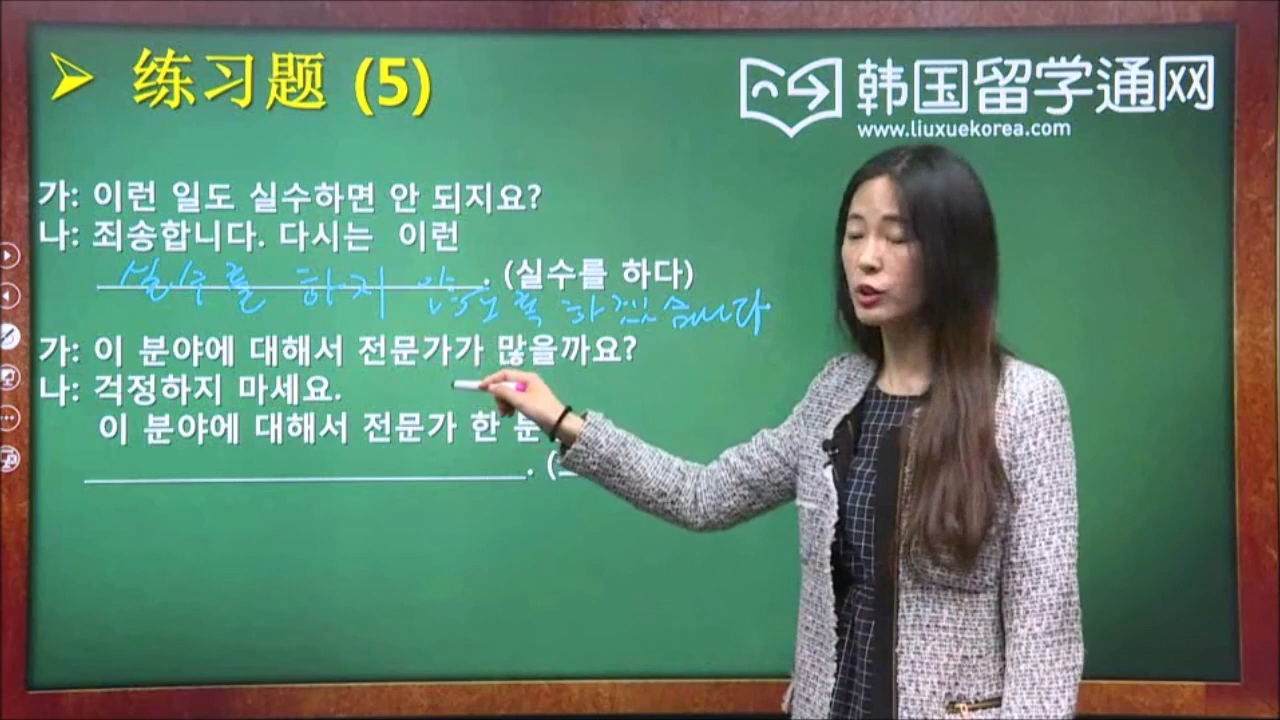 练习题 (5)
韩国留学通网
www.liuxuekorea.com
가: 이런 일도 실수하면 안 되지요?
나: 죄송합니다. 다시는 이런
실수를 하지 않도록 하겠습니다
. (실수를 하다)
가: 이 분야에 대해서 전문가가 많을까요?
나: 걱정하지 마세요.
이 분야에 대해서 전문가 한
. (